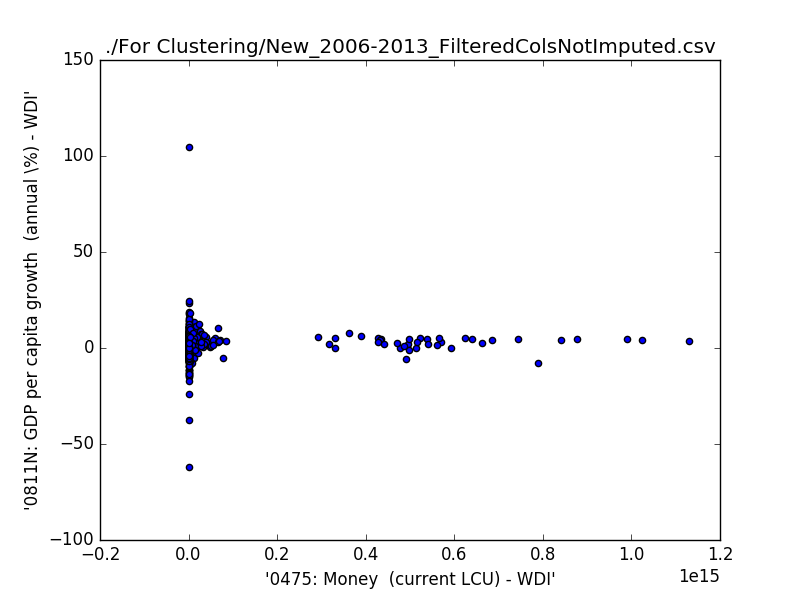 ./For Clustering/New_2006-2013_FilteredColsNotImputed.csv
150
100
50
0
−50
−100
'0811N: GDP per capita growth  (annual \%) - WDI'
−0.2 0.0 0.2 0.4 0.6 0.8 1.0 1.2
1e15
'0475: Money  (current LCU) - WDI'